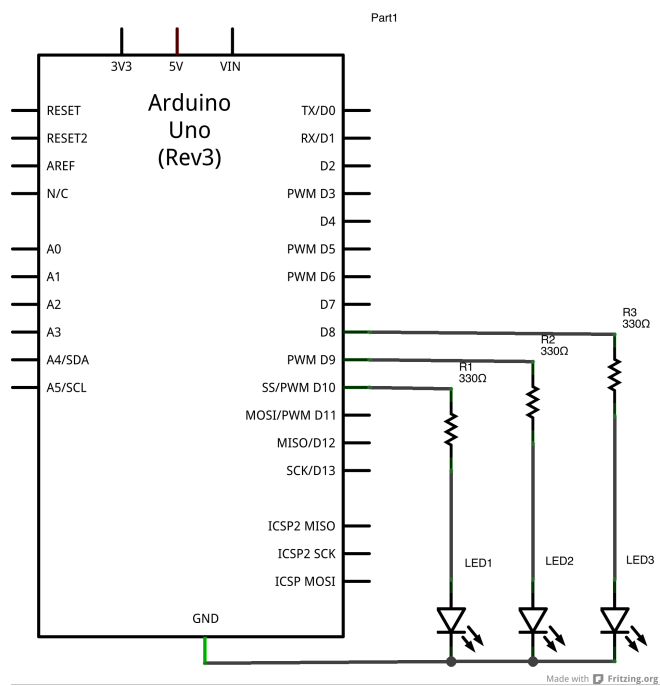 Part1
3V3
5V
VIN
Arduino
Uno
(Rev3)
RESET
RESET2
AREF
N/C
A0
A1
A2
A3
A4/SDA
A5/SCL
TX/D0
RX/D1
D2
PWM D3
D4
PWM D5
PWM D6
D7
D8
PWM D9
SS/PWM D10
MOSI/PWM D11
MISO/D12
SCK/D13
ICSP2 MISO
ICSP2 SCK
ICSP MOSI
GND
R3
330Ω
R2
330Ω
R1
330Ω
LED1
LED2
LED3
Made with Fritzing.org